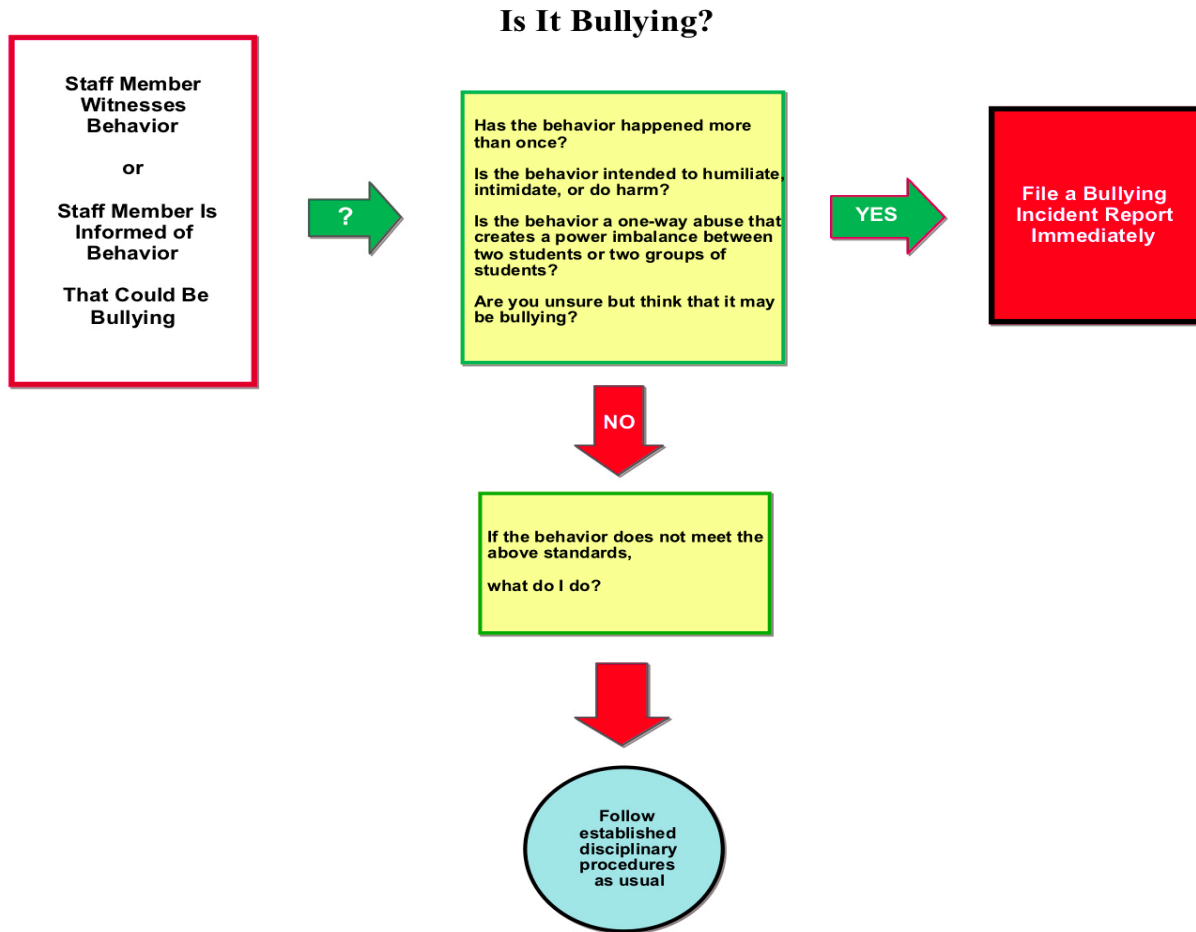 Is It Bullying?
Staff Member
Witnesses
Behavior
or
Staff Member Is
Informed of
Behavior
That Could Be
Bullying
?
Has the behavior happened more
than once?
Is the behavior intended to humiliate,
intimidate, or do harm?
Is the behavior a one-way abuse that
creates a power imbalance between
two students or two groups of
students?
Are you unsure but think that it may
be bullying?
YES
File a Bullying
Incident Report
Immediately
NO
If the behavior does not meet the
above standards,
what do I do?
Follow
established
disciplinary
procedures
as usual